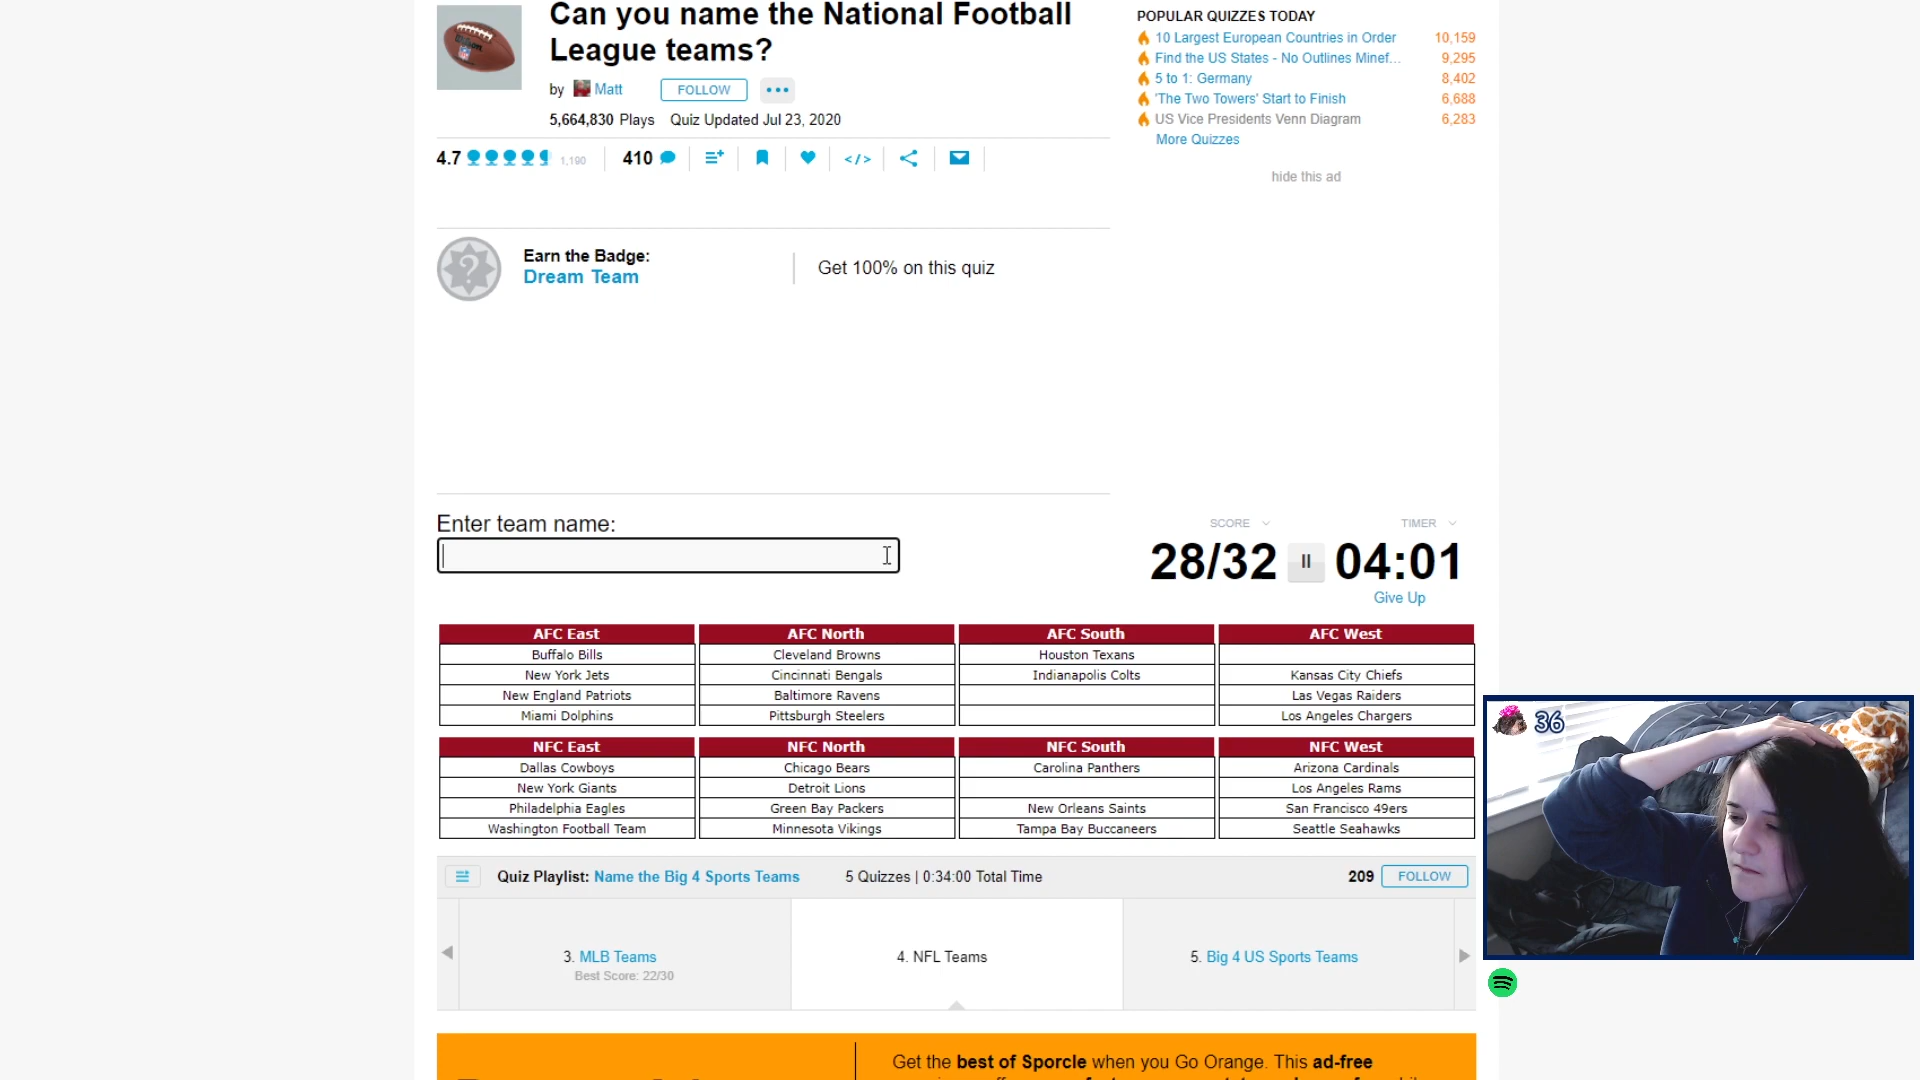 Can you name the National Football
League teams?
by Matt FOLLOW
5,664,830 Plays Quiz Updated Jul 23, 2020
4.7 1,190 410 </>
POPULAR QUIZZES TODAY
10 Largest European Countries in Order 10,159
Find the US States - No Outlines Minef... 9,295
5 to 1: Germany 8,402
'The Two Towers' Start to Finish 6,688
US Vice Presidents Venn Diagram 6,283
More Quizzes
hide this ad
Earn the Badge:
Dream Team
Get 100% on this quiz
Enter team name:
SCORE TIMER
28/32 04:01
Give Up
AFC East AFC North AFC South AFC West
Buffalo Bills Cleveland Browns Houston Texans
New York Jets Cincinnati Bengals Indianapolis Colts Kansas City Chiefs
New England Patriots Baltimore Ravens Las Vegas Raiders
Miami Dolphins Pittsburgh Steelers Los Angeles Chargers
NFC East NFC North NFC South NFC West
Dallas Cowboys Chicago Bears Carolina Panthers Arizona Cardinals
New York Giants Detroit Lions Los Angeles Rams
Philadelphia Eagles Green Bay Packers New Orleans Saints San Francisco 49ers
Washington Football Team Minnesota Vikings Tampa Bay Buccaneers Seattle Seahawks
36
Quiz Playlist: Name the Big 4 Sports Teams 5 Quizzes | 0:34:00 Total Time 209 FOLLOW
3. MLB Teams 4. NFL Teams 5. Big 4 US Sports Teams
Best Score: 22/30
Get the best of Sporcle when you Go Orange. This ad-free